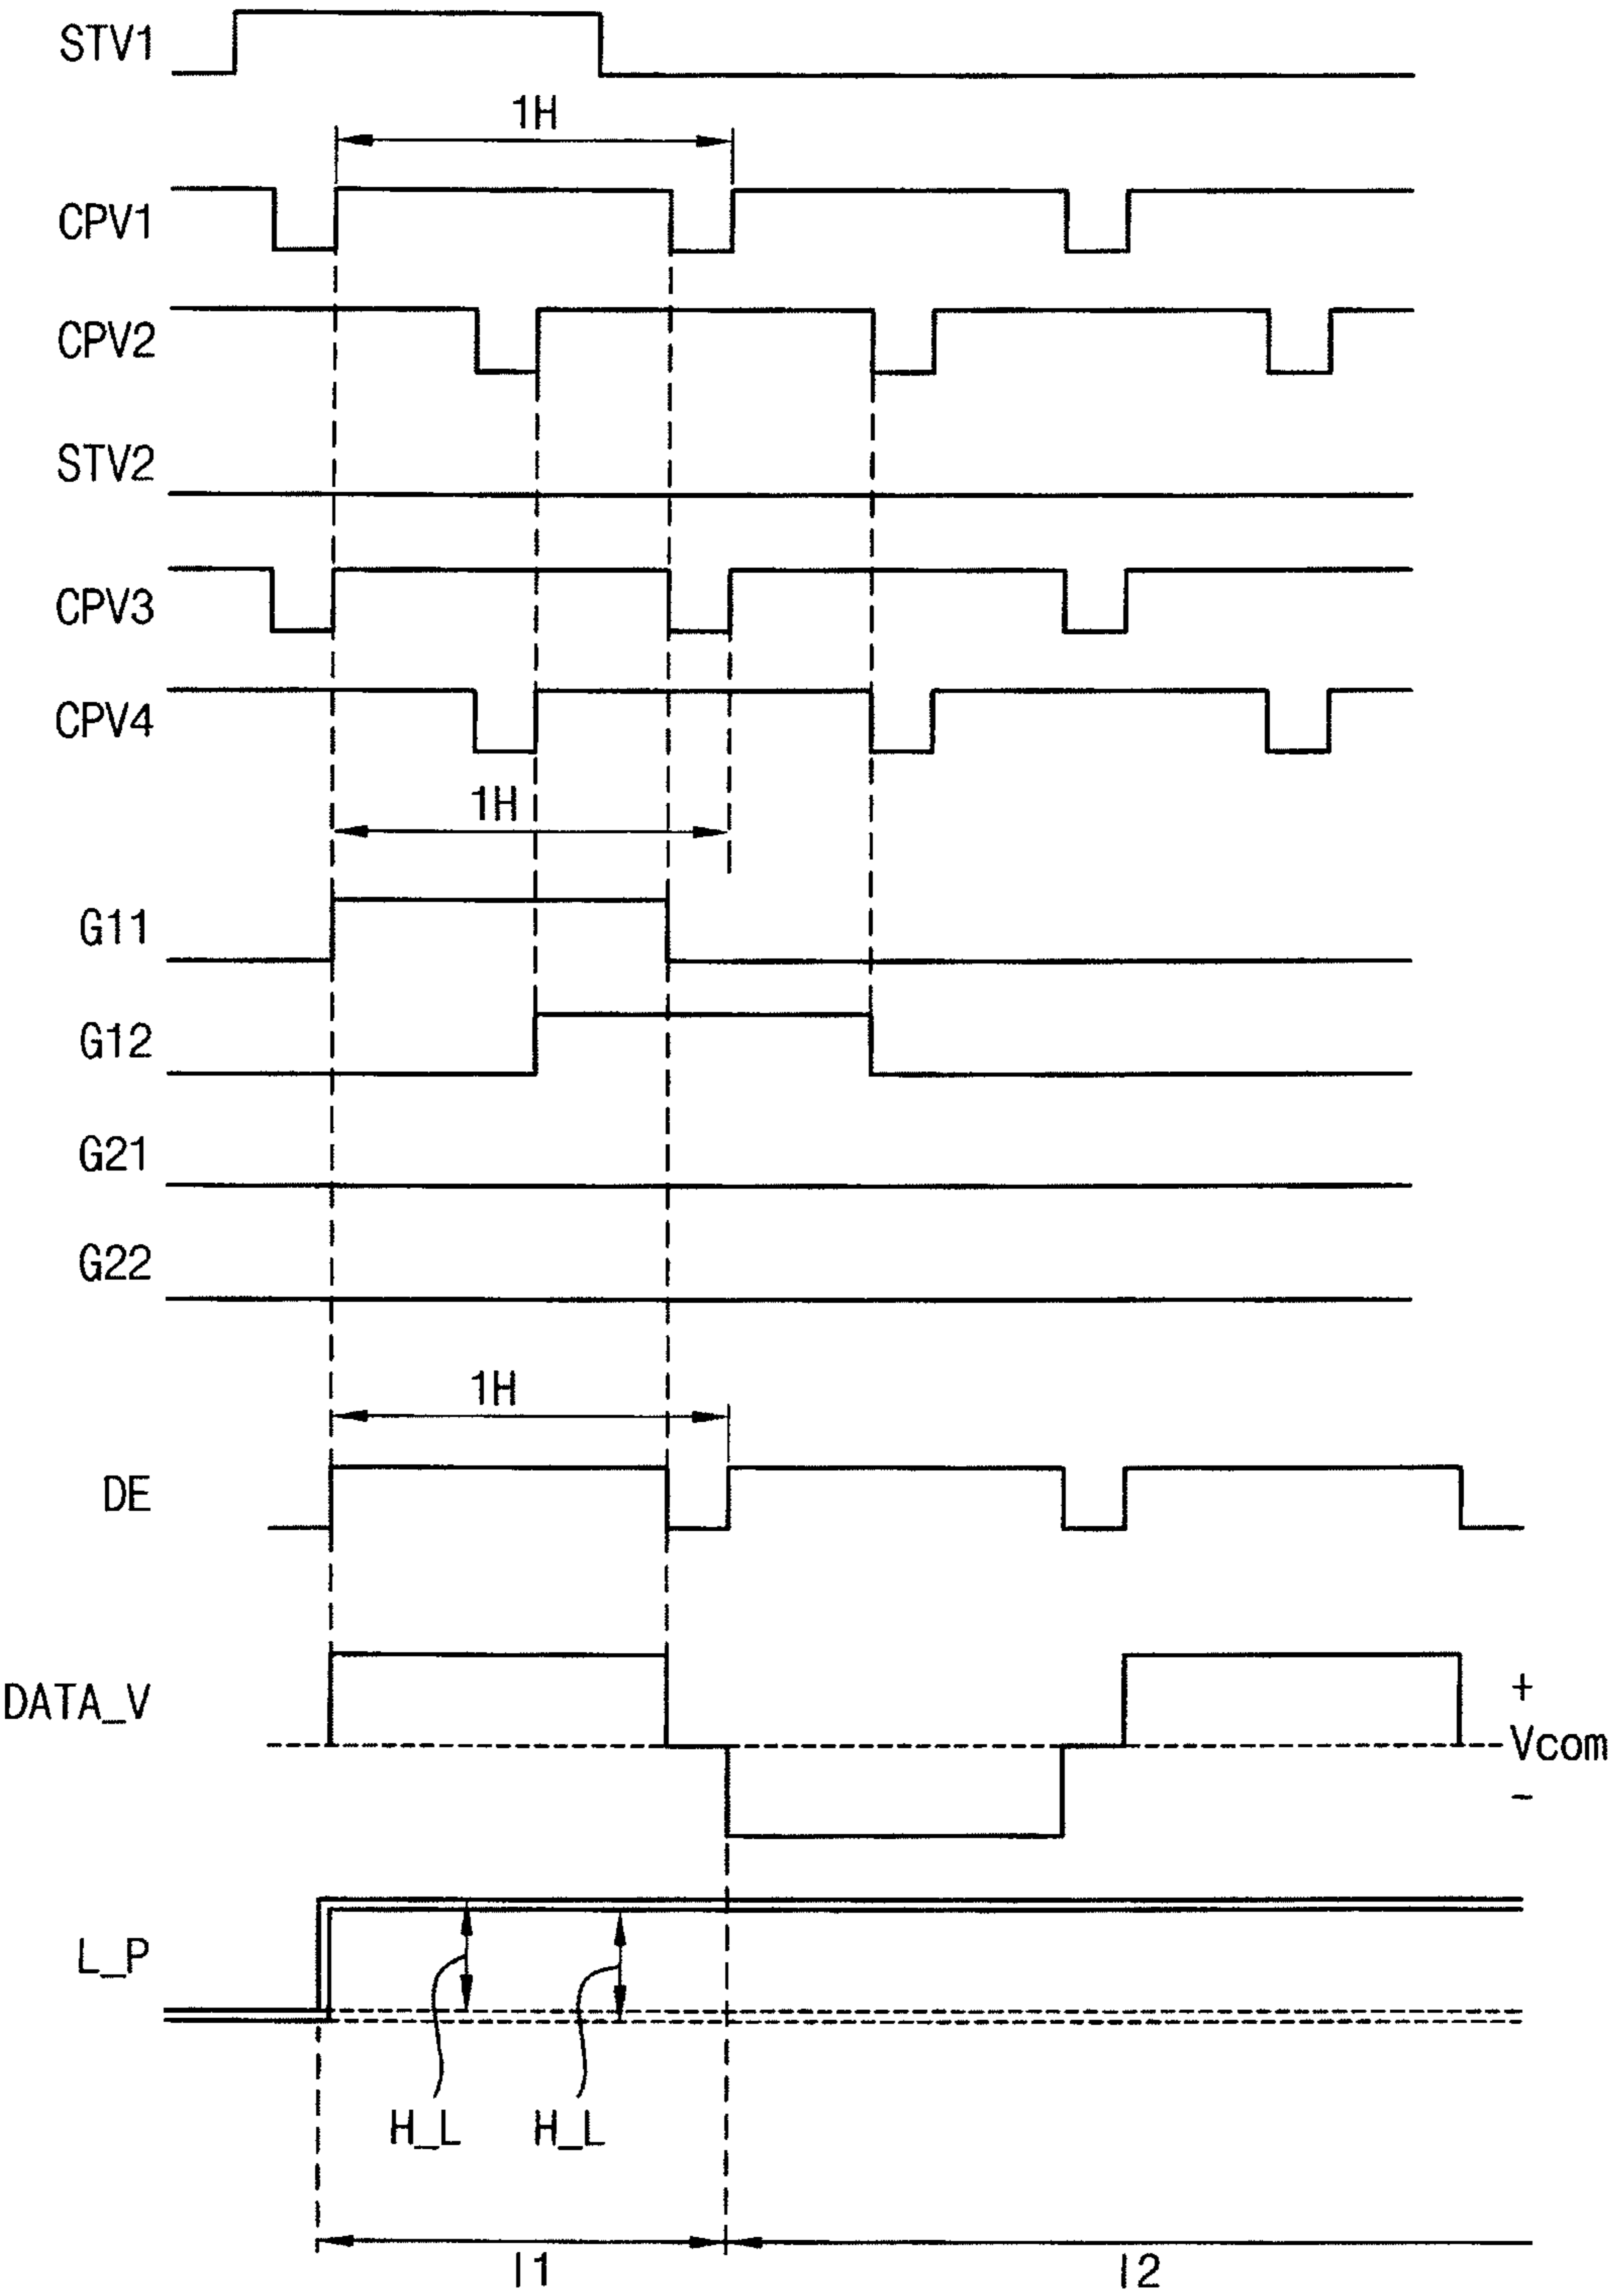 STV1
1H
CPV1
CPV2
STV2
CPV3
CPV4
1H
G11
G12
G21
G22
1H
DE
DATA_V
+
Vcom
-
L_P
H_L
H_L
I1
I2